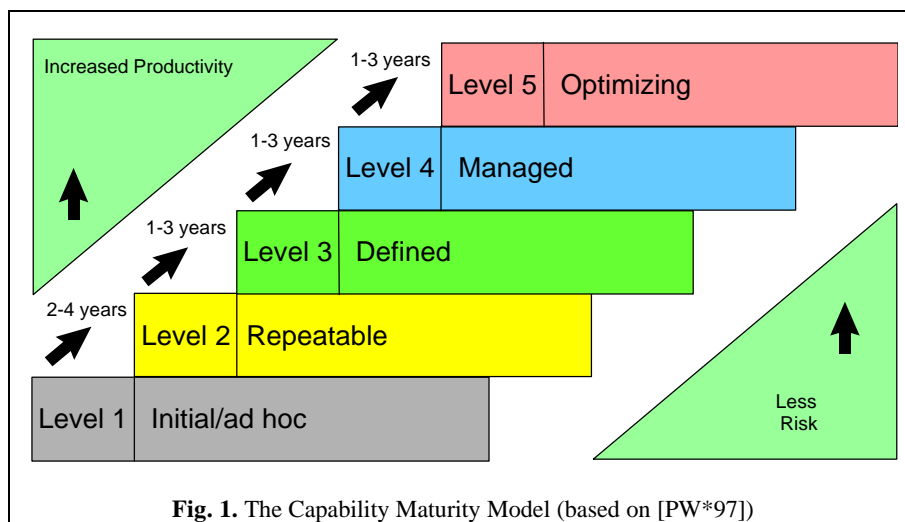 Increased Productivity
1-3 years
Level 5 Optimizing
1-3 years
Level 4 Managed
1-3 years
Level 3 Defined
2-4 years
Level 2 Repeatable
Level 1 Initial/ad hoc
Less
Risk
Fig. 1. The Capability Maturity Model (based on [PW*97])